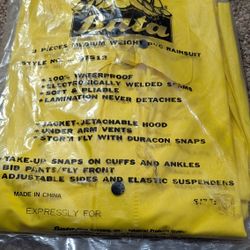 Bata
3 PIECES MEDIUM WEIGHT PVC RAINSUIT
STYLE NO.
• 100% WATERPROOF
• ELECTRONICALLY WELDED SEAMS
• SOFT & PLIABLE
• LAMINATION NEVER DETACHES
• JACKET-DETACHABLE HOOD
• UNDER ARM VENTS
• STORM FLY WITH DURACON SNAPS
TAKE-UP SNAPS ON CUFFS AND ANKLES
BIB PANTS/FLY FRONT
ADJUSTABLE SIDES AND ELASTIC SUSPENDERS
MADE IN CHINA
EXPRESSLY FOR